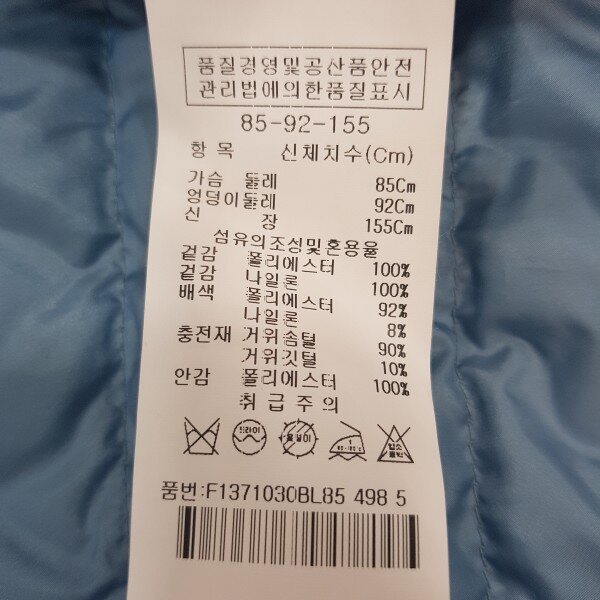 품질경영및공산품안전
관리법에의한품질표시
85-92-155
항 목 신체치수(Cm)
가슴 둘레 85Cm
엉덩이둘레 92Cm
신 장 155Cm
섬유의조성및혼용율
겉감 폴리에스터 100%
겉감 나일론 100%
배색 폴리에스터 92%
나일론 8%
충전재 거위솜털 90%
거위깃털 10%
안감 폴리에스터 100%
취급주의
드라이
품번:F1371030BL85 498 5